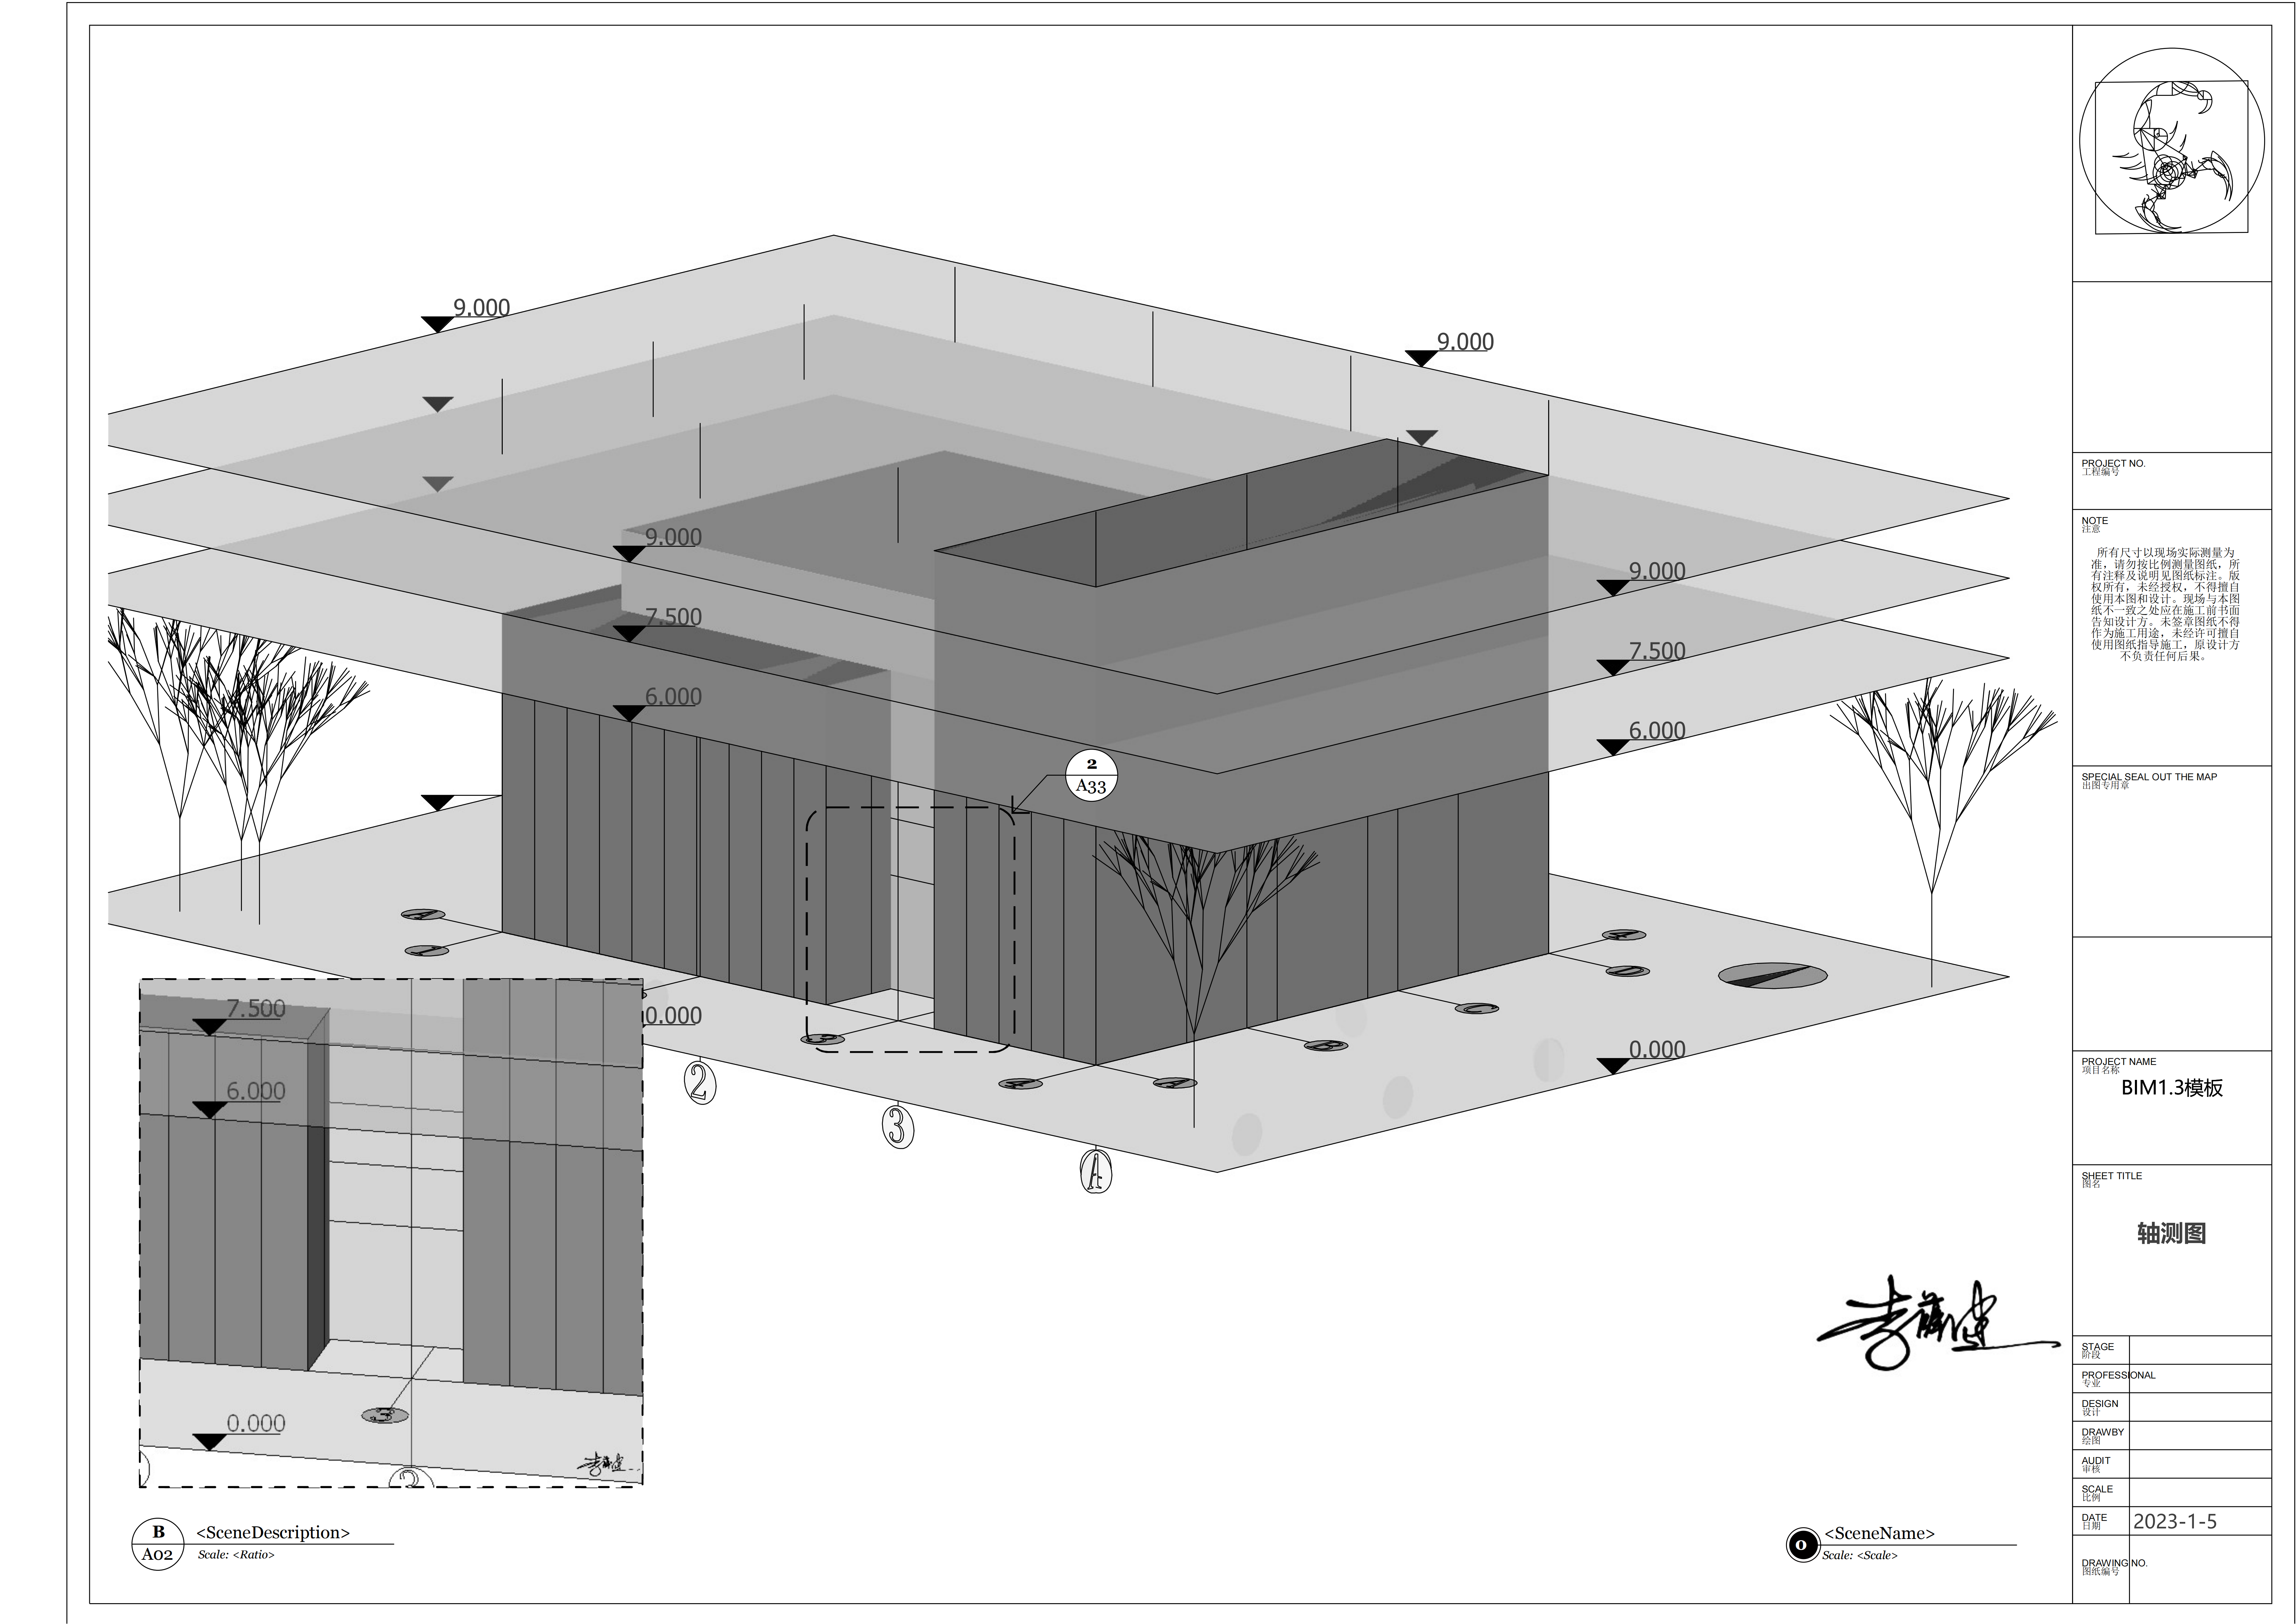 9.000
9.000
9.000
9.000
7.500
7.500
6.000
6.000
2
A33
A
1
4
D
C
0.000
3
B
0.000
4
A
2
3
A
7.500
6.000
3
0.000
B
A02
<SceneDescription>
Scale: <Ratio>
0
<SceneName>
Scale: <Scale>
PROJECT NO.
工程编号
NOTE
注意
所有尺寸以现场实际测量为
准，请勿按比例测量图纸，所
有注释及说明见图纸标注。版
权所有，未经授权，不得擅自
使用本图和设计。现场与本图
纸不一致之处应在施工前书面
告知设计方。未签章图纸不得
作为施工用途，未经许可擅自
使用图纸指导施工，原设计方
不负责任何后果。
SPECIAL SEAL OUT THE MAP
出图专用章
PROJECT NAME
项目名称
BIM1.3模板
SHEET TITLE
图名
轴测图
STAGE
阶段
PROFESSIONAL
专业
DESIGN
设计
DRAWBY
绘图
AUDIT
审核
SCALE
比例
DATE
日期
2023-1-5
DRAWING NO.
图纸编号